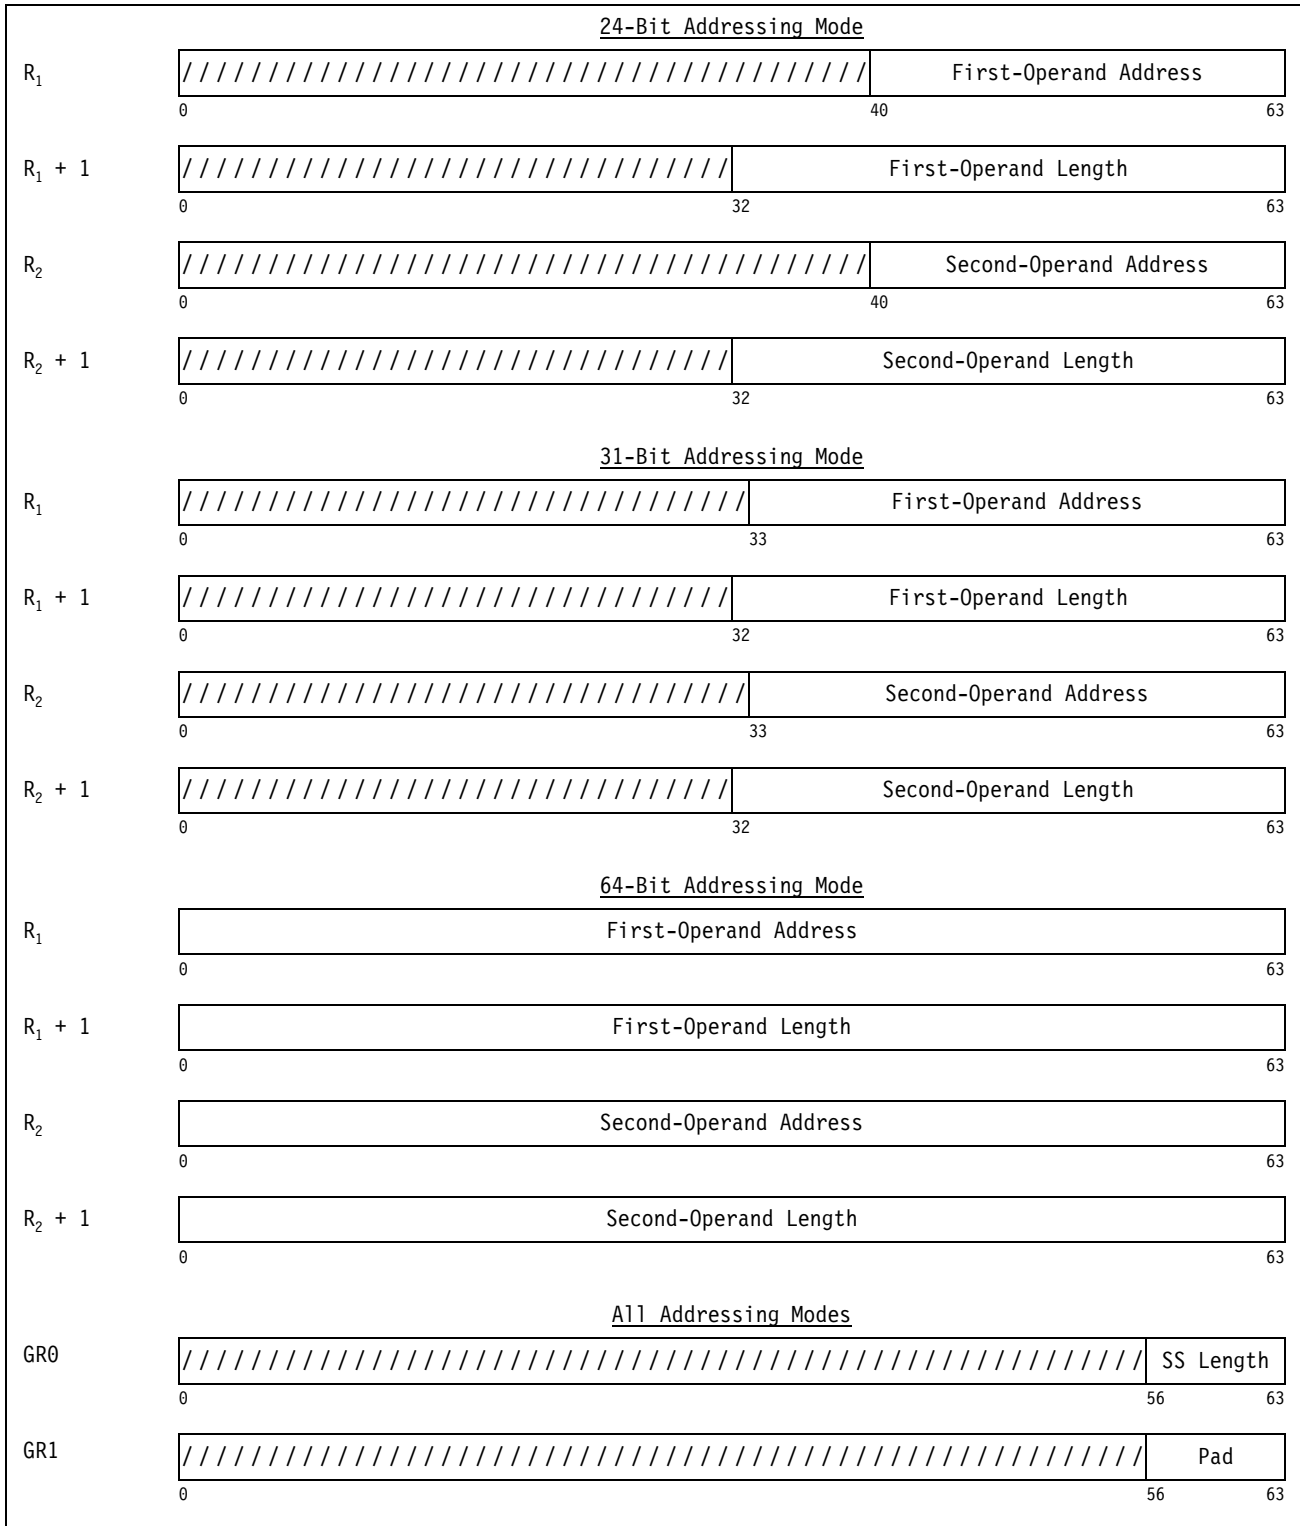 24-Bit Addressing Mode
R₁ ////////////////////////////////////////  First-Operand Address
0 40 63
R₁ + 1 //////////////////////////////// First-Operand Length
0 32 63
R₂ //////////////////////////////////////// Second-Operand Address
0 40 63
R₂ + 1 //////////////////////////////// Second-Operand Length
0 32 63
31-Bit Addressing Mode
R₁ ///////////////////////////////// First-Operand Address
0 33 63
R₁ + 1 //////////////////////////////// First-Operand Length
0 32 63
R₂ ///////////////////////////////// Second-Operand Address
0 33 63
R₂ + 1 //////////////////////////////// Second-Operand Length
0 32 63
64-Bit Addressing Mode
R₁ First-Operand Address
0 63
R₁ + 1 First-Operand Length
0 63
R₂ Second-Operand Address
0 63
R₂ + 1 Second-Operand Length
0 63
All Addressing Modes
GR0 //////////////////////////////////////////////////////// SS Length
0 56 63
GR1 //////////////////////////////////////////////////////// Pad
0 56 63